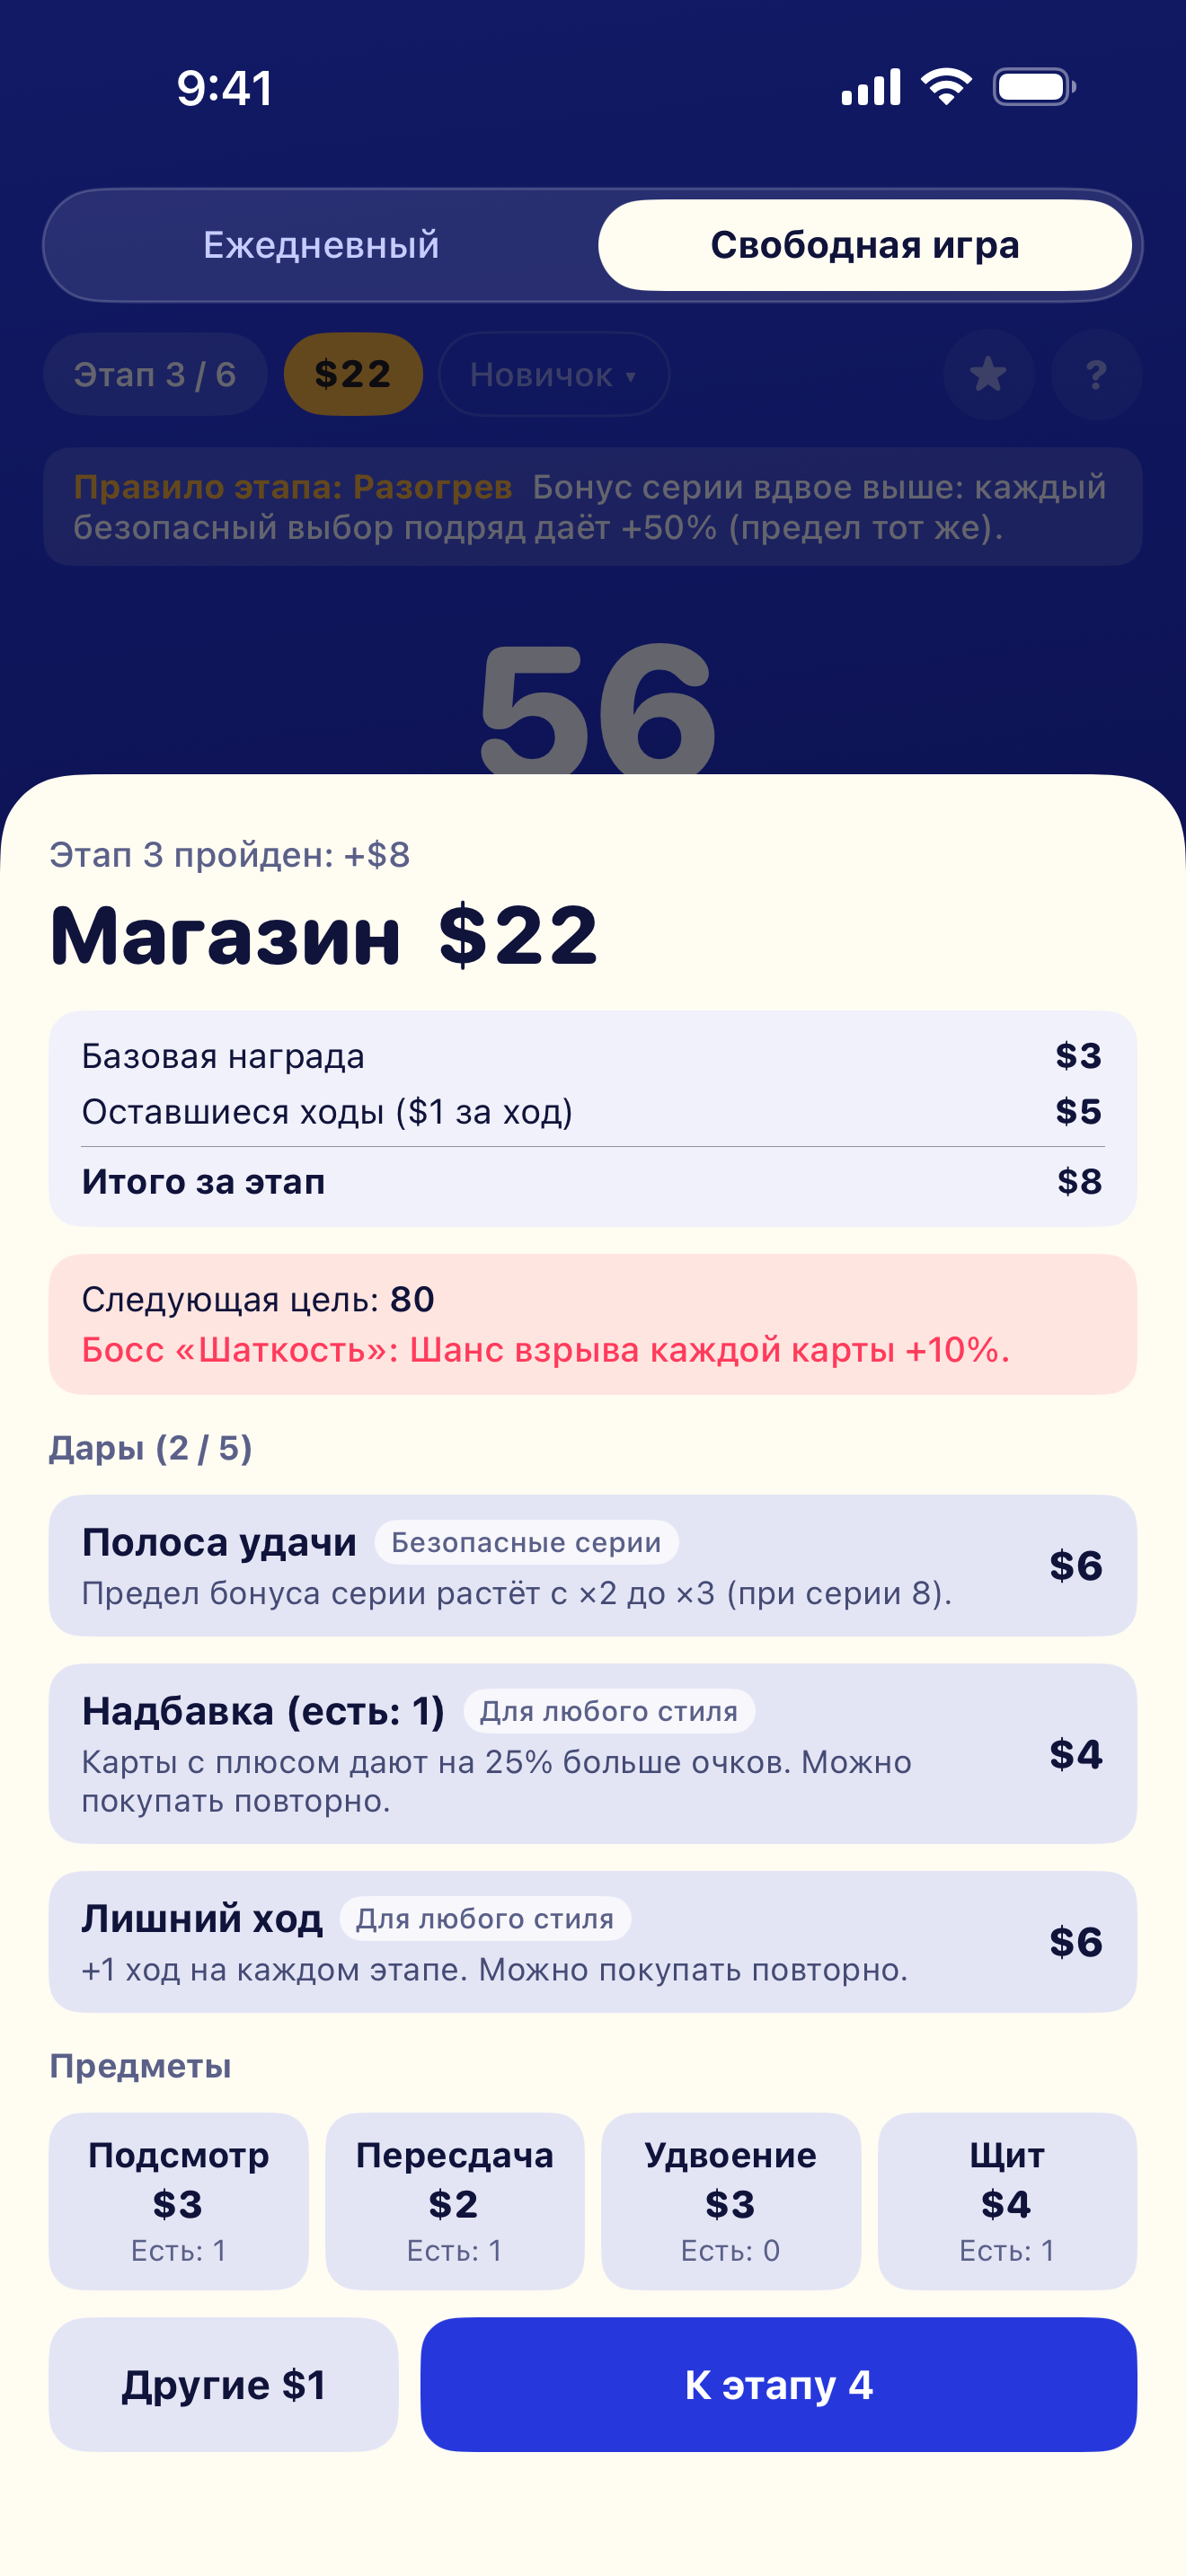 9:41
Ежедневный
Свободная игра
Этап 3 / 6
$22
Новичок ▾
?
Правило этапа: Разогрев Бонус серии вдвое выше: каждый
безопасный выбор подряд даёт +50% (предел тот же).
56
Этап 3 пройден: +$8
Магазин $22
Базовая награда $3
Оставшиеся ходы ($1 за ход) $5
Итого за этап $8
Следующая цель: 80
Босс «Шаткость»: Шанс взрыва каждой карты +10%.
Дары (2 / 5)
Полоса удачи Безопасные серии
Предел бонуса серии растёт с ×2 до ×3 (при серии 8).
$6
Надбавка (есть: 1) Для любого стиля
Карты с плюсом дают на 25% больше очков. Можно
покупать повторно.
$4
Лишний ход Для любого стиля
+1 ход на каждом этапе. Можно покупать повторно.
$6
Предметы
Подсмотр
$3
Есть: 1
Пересдача
$2
Есть: 1
Удвоение
$3
Есть: 0
Щит
$4
Есть: 1
Другие $1
К этапу 4